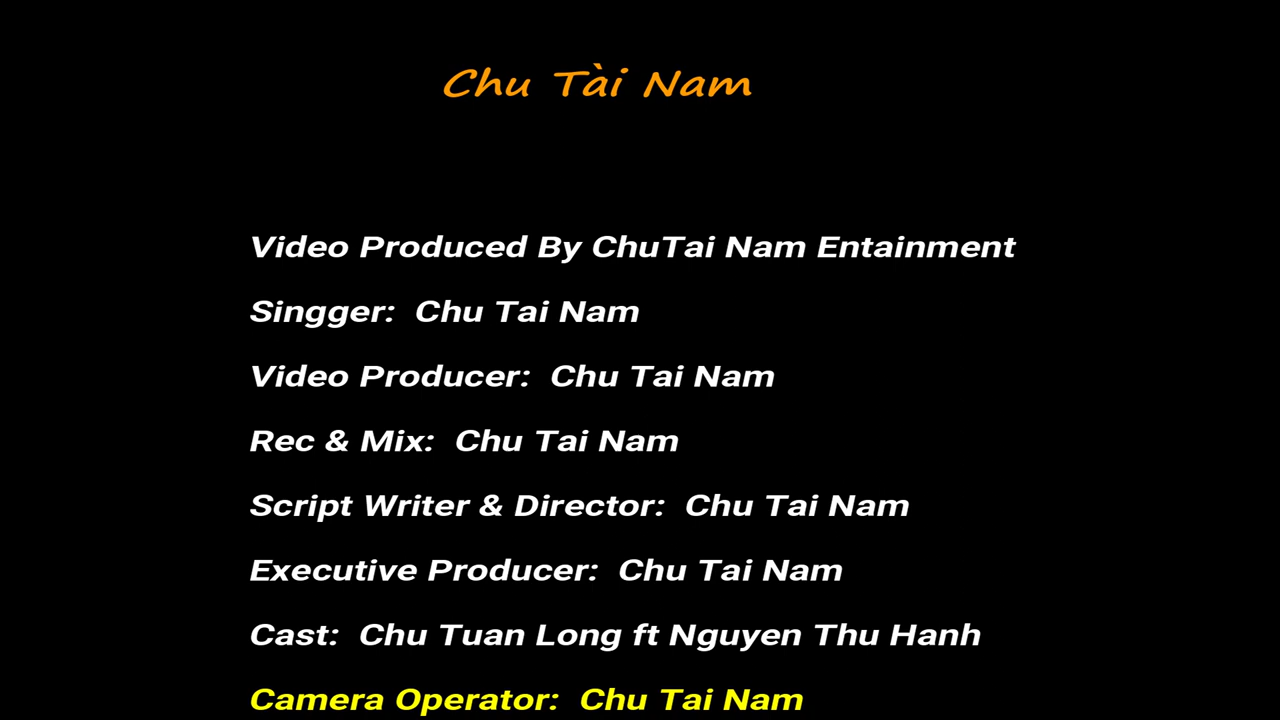 Chu Tài Nam
Video Produced By ChuTai Nam Entainment
Singger: Chu Tai Nam
Video Producer: Chu Tai Nam
Rec & Mix: Chu Tai Nam
Script Writer & Director: Chu Tai Nam
Executive Producer: Chu Tai Nam
Cast: Chu Tuan Long ft Nguyen Thu Hanh
Camera Operator: Chu Tai Nam